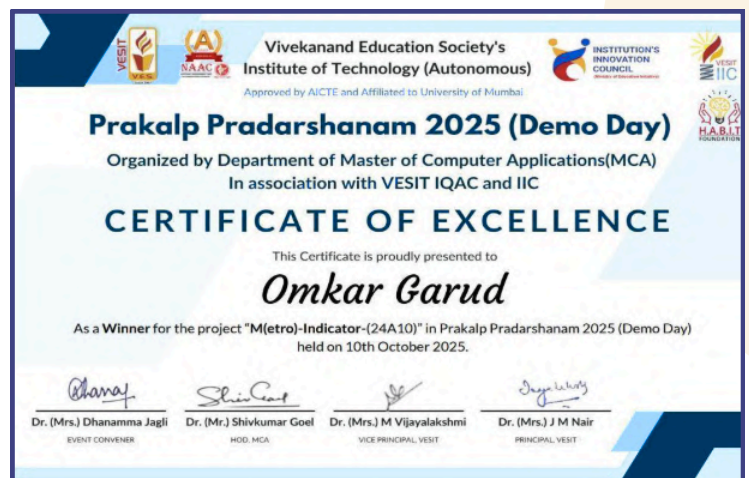 VESIT
V.E.S.
NAAC
Vivekanand Education Society's
Institute of Technology (Autonomous)
Approved by AICTE and Affiliated to University of Mumbai
INSTITUTION'S
INNOVATION
COUNCIL
(Ministry of Education Initiative)
VESIT
IIC
H.A.B.I.T
FOUNDATION
Prakalp Pradarshanam 2025 (Demo Day)
Organized by Department of Master of Computer Applications(MCA)
In association with VESIT IQAC and IIC
CERTIFICATE OF EXCELLENCE
This Certificate is proudly presented to
Omkar Garud
As a Winner for the project "M(etro)-Indicator-(24A10)" in Prakalp Pradarshanam 2025 (Demo Day)
held on 10th October 2025.
Dr. (Mrs.) Dhanamma Jagli
EVENT CONVENER
Dr. (Mr.) Shivkumar Goel
HOD, MCA
Dr. (Mrs.) M Vijayalakshmi
VICE PRINCIPAL, VESIT
Dr. (Mrs.) J M Nair
PRINCIPAL, VESIT